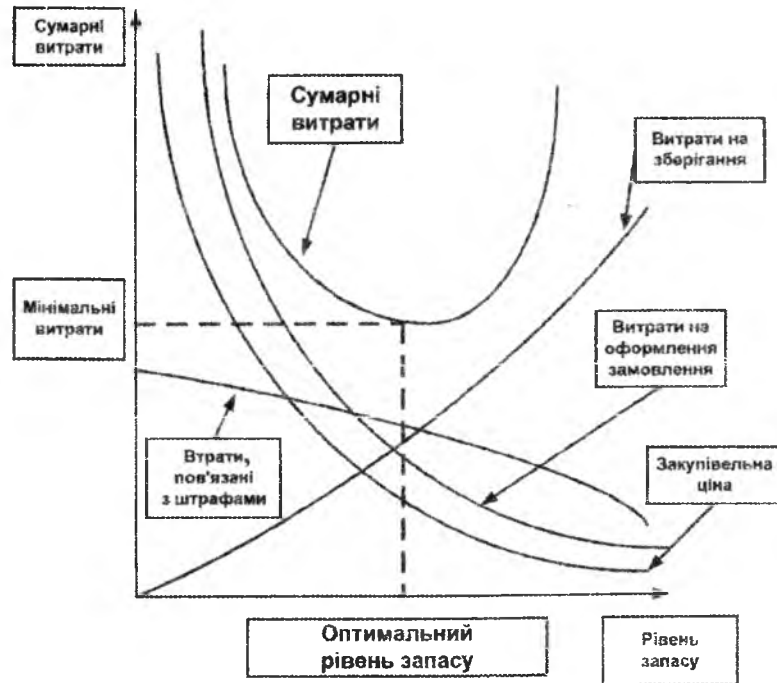 Сумарні
витрати
Сумарні
витрати
Витрати на
зберігання
Мінімальні
витрати
Витрати на
оформлення
замовлення
Втрати,
пов'язані
з штрафами
Закупівельна
ціна
Оптимальний
рівень запасу
Рівень
запасу